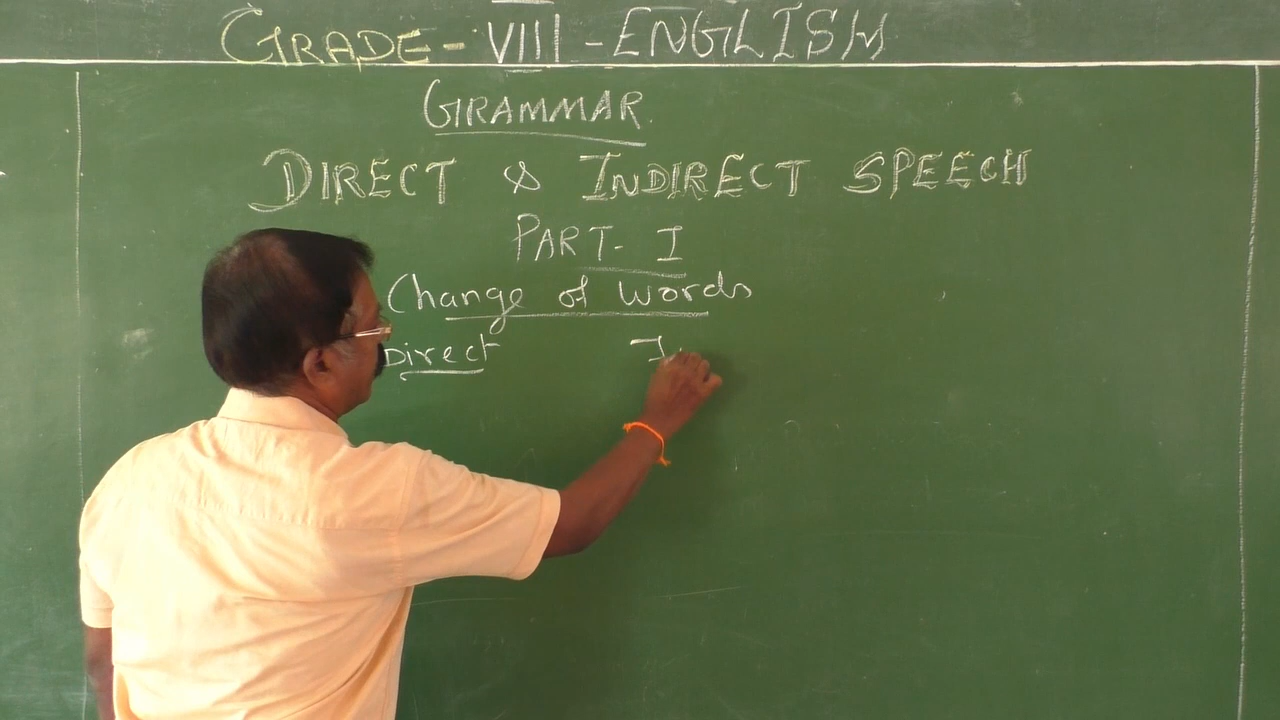 GRADE - VIII - ENGLISH
GRAMMAR
DIRECT & INDIRECT SPEECH
PART - I
Change of words
Direct